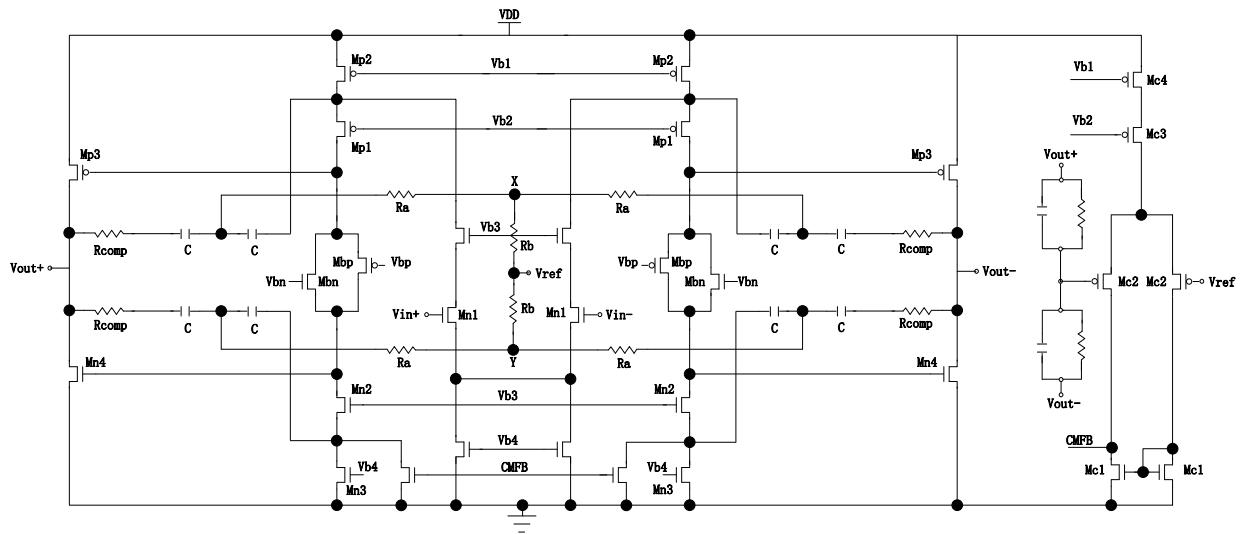 VDD
Mp2 Vb1 Mp2
Vb1 Mc4
Vb2
Mp1 Mp1
Vb2 Mc3
Mp3 Mp3
Vout+
X
Ra Ra
Vb3
Rcomp C C Rb C C Rcomp
Vout+ Mbp Vbp Vref Vbp Mbp Vout-
Vbn Mbn Mbn Vbn Mc2 Mc2 Vref
Rb
Vin+ Mn1 Mn1 Vin-
Rcomp C C C C Rcomp
Y
Ra Ra
Mn4 Mn4
Mn2 Mn2
Vb3 Vout-
Vb4 CMFB
Vb4 CMFB Vb4 Mc1 Mc1
Mn3 Mn3